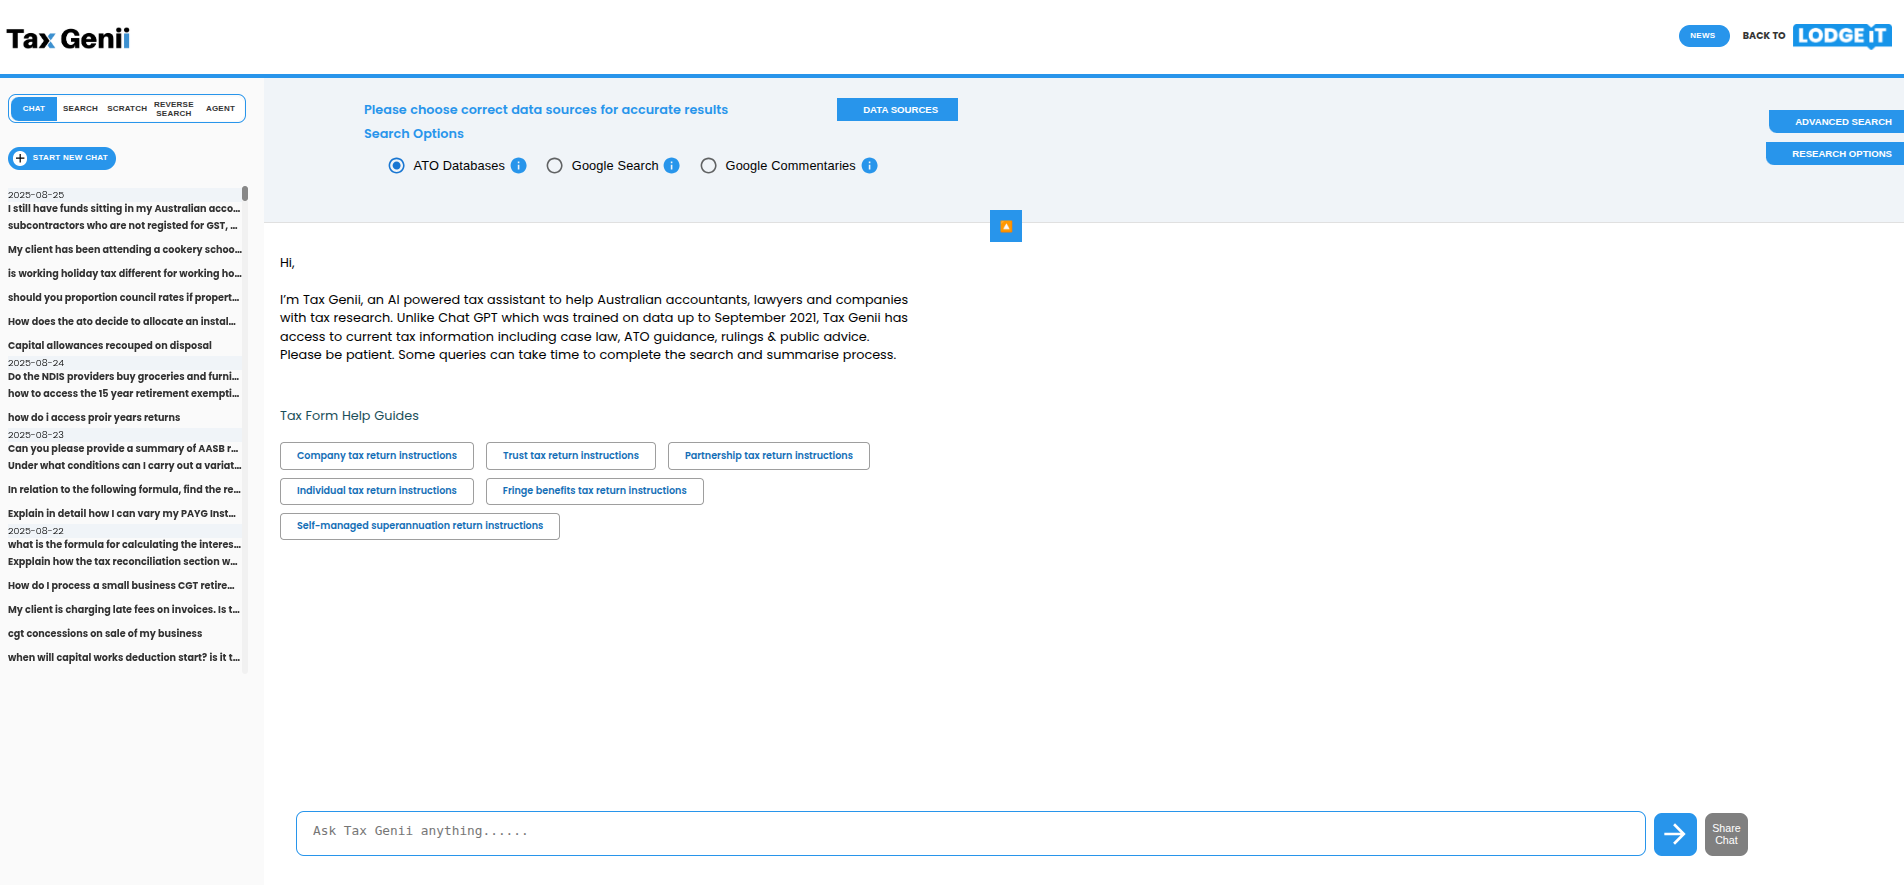 Tax Genii
NEWS
BACK TO
LODGEiT
CHAT
SEARCH
SCRATCH
REVERSE
SEARCH
AGENT
START NEW CHAT
2025-08-25
I still have funds sitting in my Australian acco...
subcontractors who are not registed for GST, ...
My client has been attending a cookery schoo...
is working holiday tax different for working ho...
should you proportion council rates if propert...
How does the ato decide to allocate an instal...
Capital allowances recouped on disposal
2025-08-24
Do the NDIS providers buy groceries and furni...
how to access the 15 year retirement exempti...
how do i access proir years returns
2025-08-23
Can you please provide a summary of AASB r...
Under what conditions can I carry out a variat...
In relation to the following formula, find the re...
Explain in detail how I can vary my PAYG Inst...
2025-08-22
what is the formula for calculating the interes...
Expplain how the tax reconciliation section w...
How do I process a small business CGT retire...
My client is charging late fees on invoices. Is t...
cgt concessions on sale of my business
when will capital works deduction start? is it t...
Please choose correct data sources for accurate results
DATA SOURCES
Search Options
ATO Databases
Google Search
Google Commentaries
ADVANCED SEARCH
RESEARCH OPTIONS
Hi,
I'm Tax Genii, an AI powered tax assistant to help Australian accountants, lawyers and companies
with tax research. Unlike Chat GPT which was trained on data up to September 2021, Tax Genii has
access to current tax information including case law, ATO guidance, rulings & public advice.
Please be patient. Some queries can take time to complete the search and summarise process.
Tax Form Help Guides
Company tax return instructions
Trust tax return instructions
Partnership tax return instructions
Individual tax return instructions
Fringe benefits tax return instructions
Self-managed superannuation return instructions
Ask Tax Genii anything......
Share
Chat